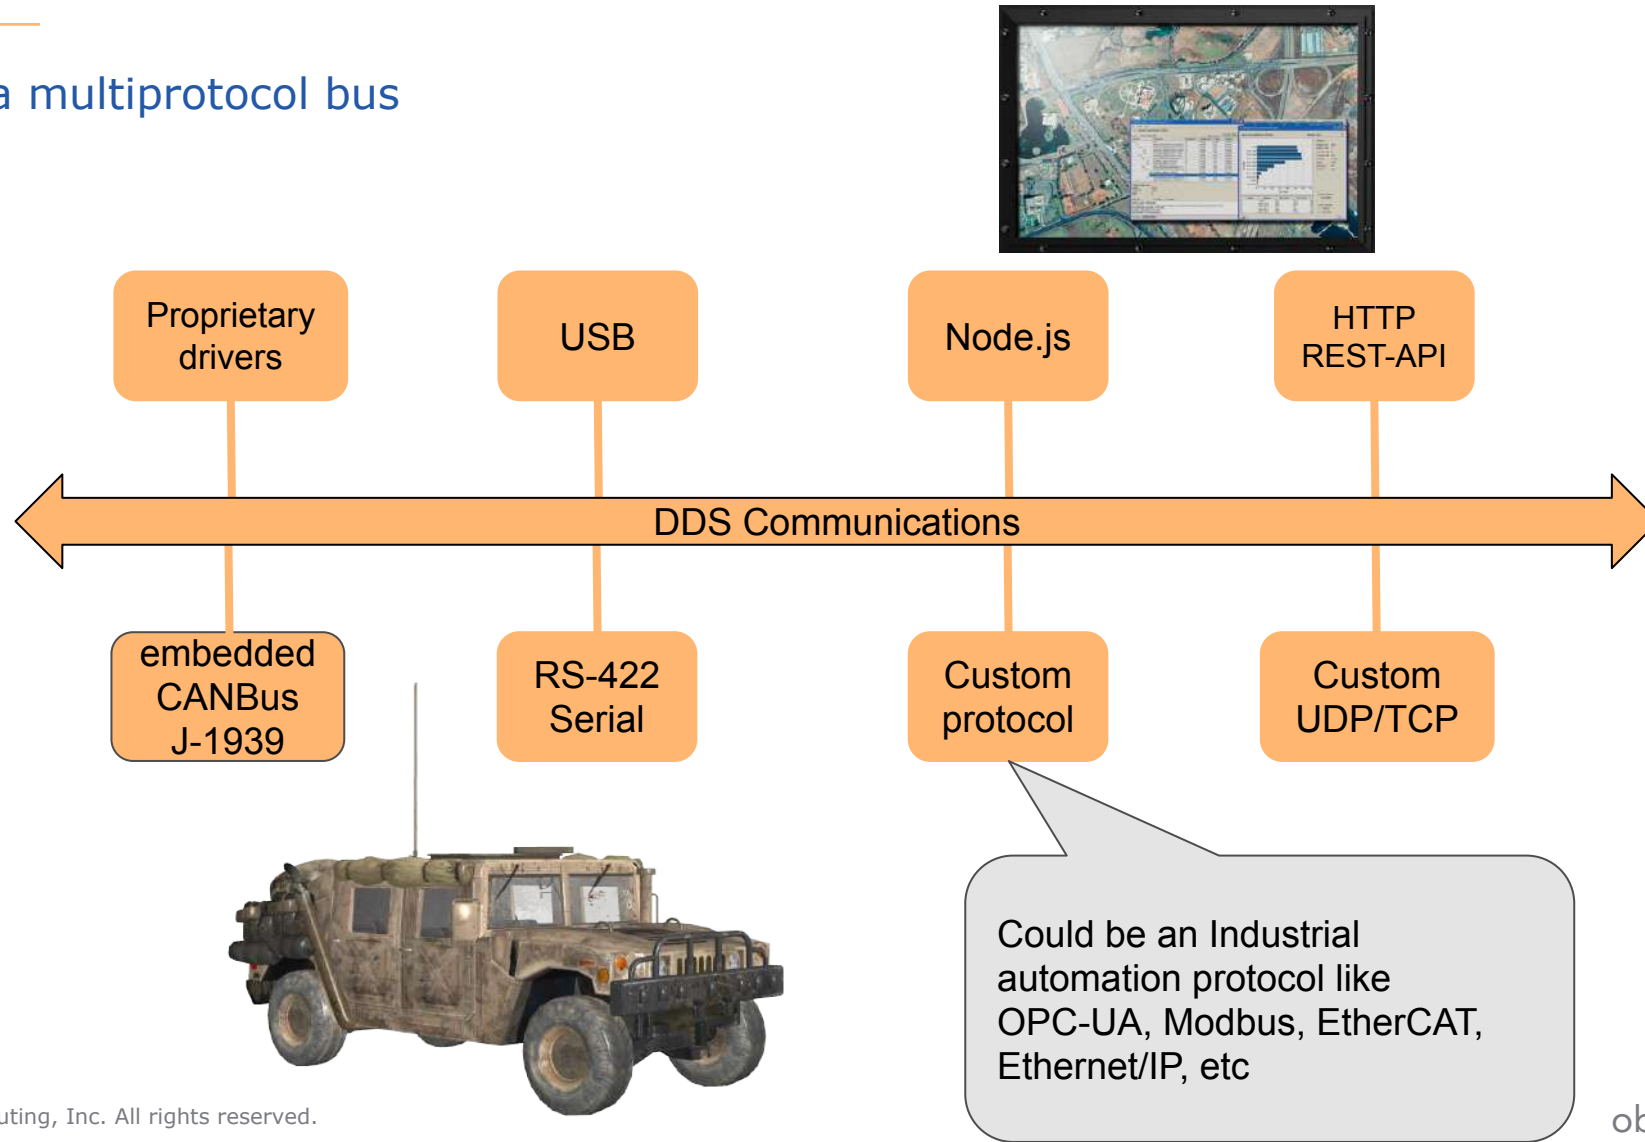 a multiprotocol bus
Proprietary
drivers
USB
Node.js
HTTP
REST-API
DDS Communications
embedded
CANBus
J-1939
RS-422
Serial
Custom
protocol
Custom
UDP/TCP
Could be an Industrial
automation protocol like
OPC-UA, Modbus, EtherCAT,
Ethernet/IP, etc
uting, Inc. All rights reserved.
ob